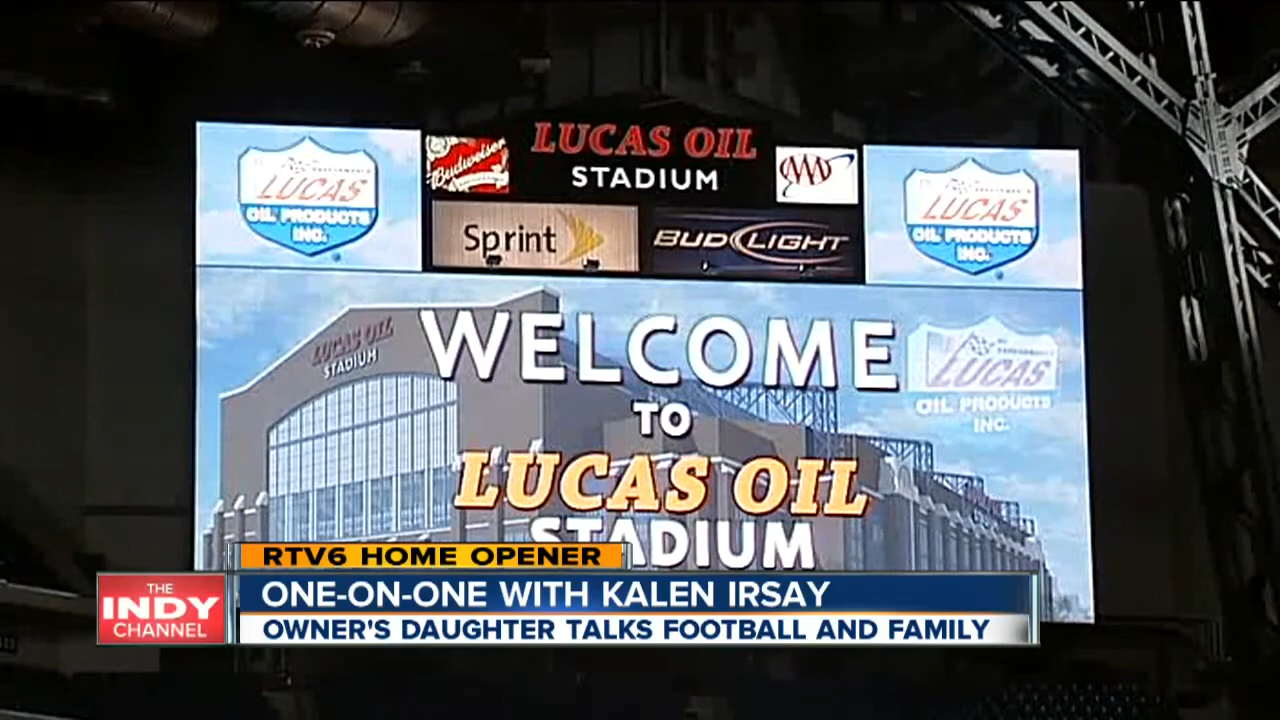 LUCAS OIL
STADIUM
Budweiser
AAA
LUCAS
OIL PRODUCTS
INC.
Sprint
BUD LIGHT
LUCAS
OIL PRODUCTS
INC.
LUCAS OIL
STADIUM
WELCOME
TO
LUCAS OIL
STADIUM
LUCAS
OIL PRODUCTS
INC.
RTV6 HOME OPENER
THE
INDY
CHANNEL
ONE-ON-ONE WITH KALEN IRSAY
OWNER'S DAUGHTER TALKS FOOTBALL AND FAMILY